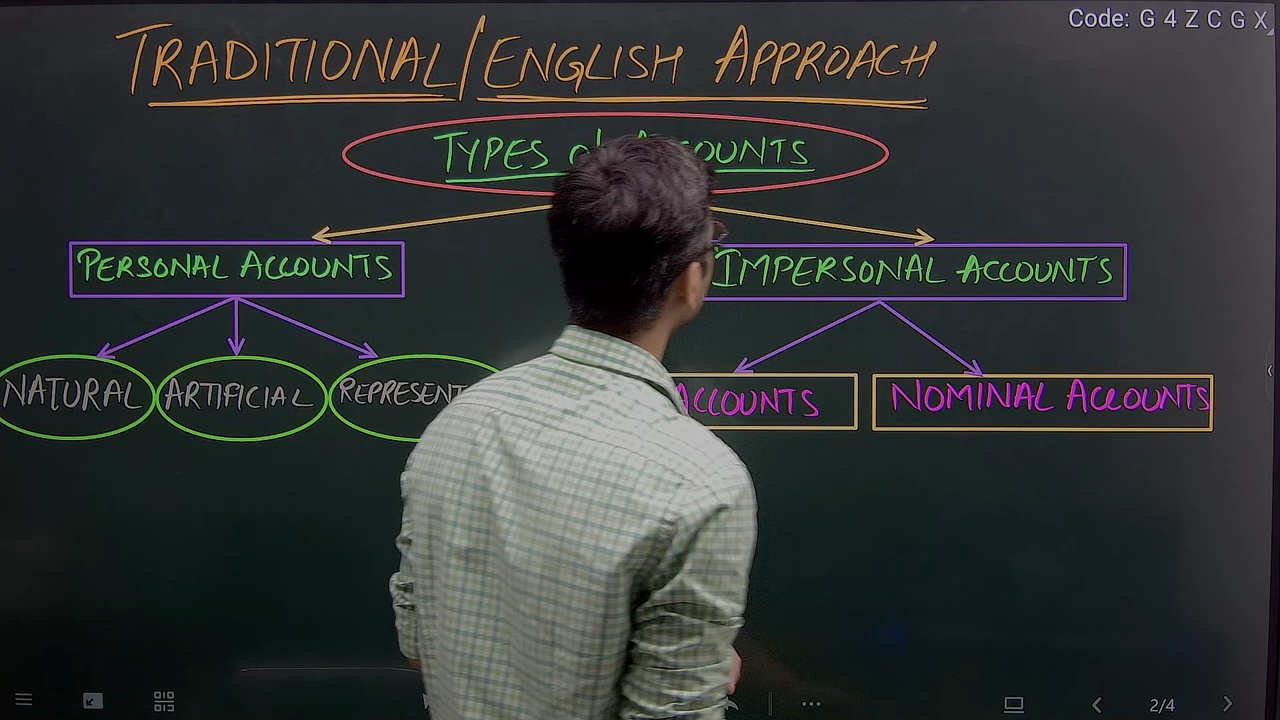 Code: G 4 Z C G X
TRADITIONAL/ENGLISH APPROACH
TYPES
PERSONAL ACCOUNTS
IMPERSONAL ACCOUNTS
NATURAL
ARTIFICIAL
ACCOUNTS
NOMINAL ACCOUNTS
2/4